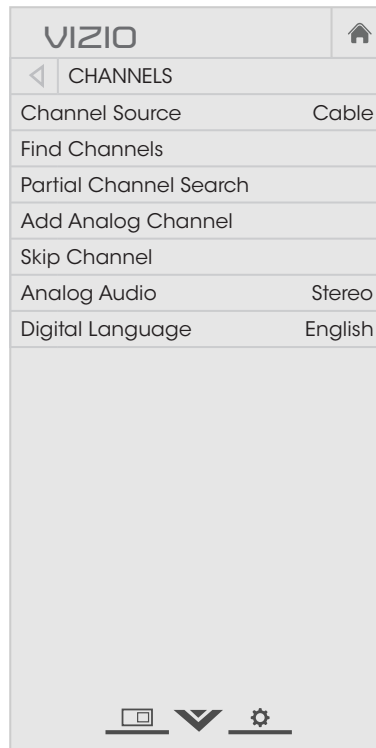 VIZIO
CHANNELS
Channel Source Cable
Find Channels
Partial Channel Search
Add Analog Channel
Skip Channel
Analog Audio Stereo
Digital Language English